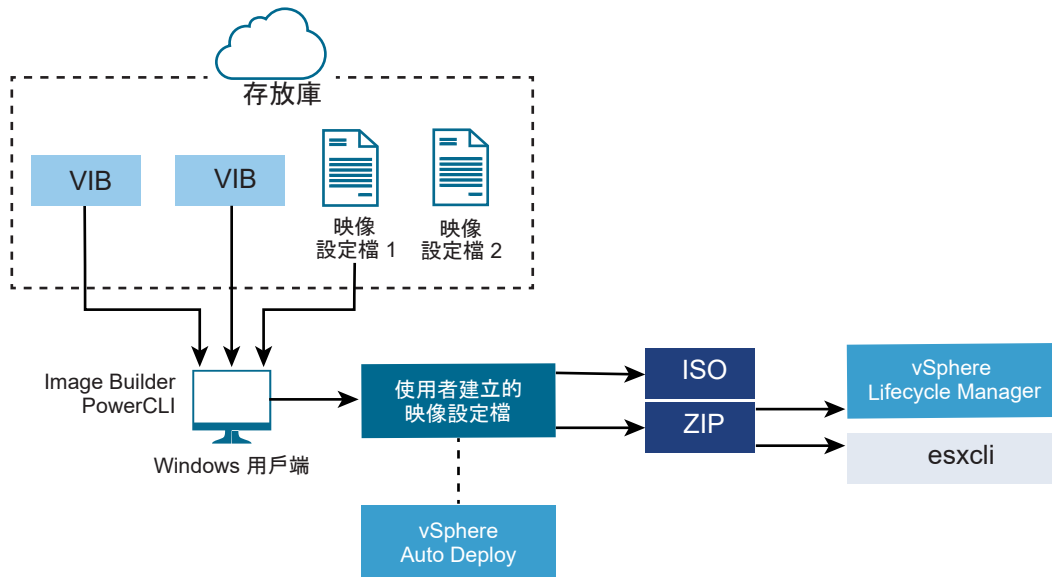 存放庫
VIB
VIB
映像
設定檔 1
映像
設定檔 2
Image Builder
PowerCLI
Windows 用戶端
使用者建立的
映像設定檔
ISO
ZIP
vSphere
Lifecycle Manager
esxcli
vSphere
Auto Deploy